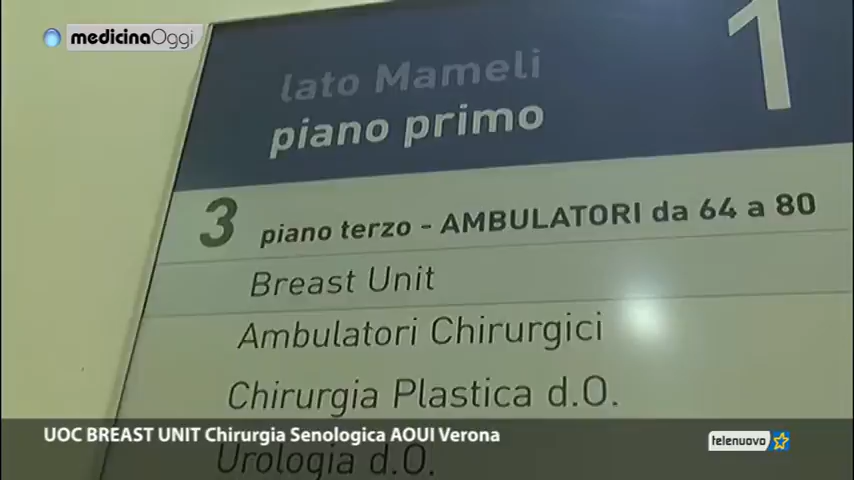 medicinaOggi
lato Mameli
piano primo
1
3 piano terzo - AMBULATORI da 64 a 80
Breast Unit
Ambulatori Chirurgici
Chirurgia Plastica d.O.
Urologia d.O.
UOC BREAST UNIT Chirurgia Senologica AOUI Verona
telenuovo